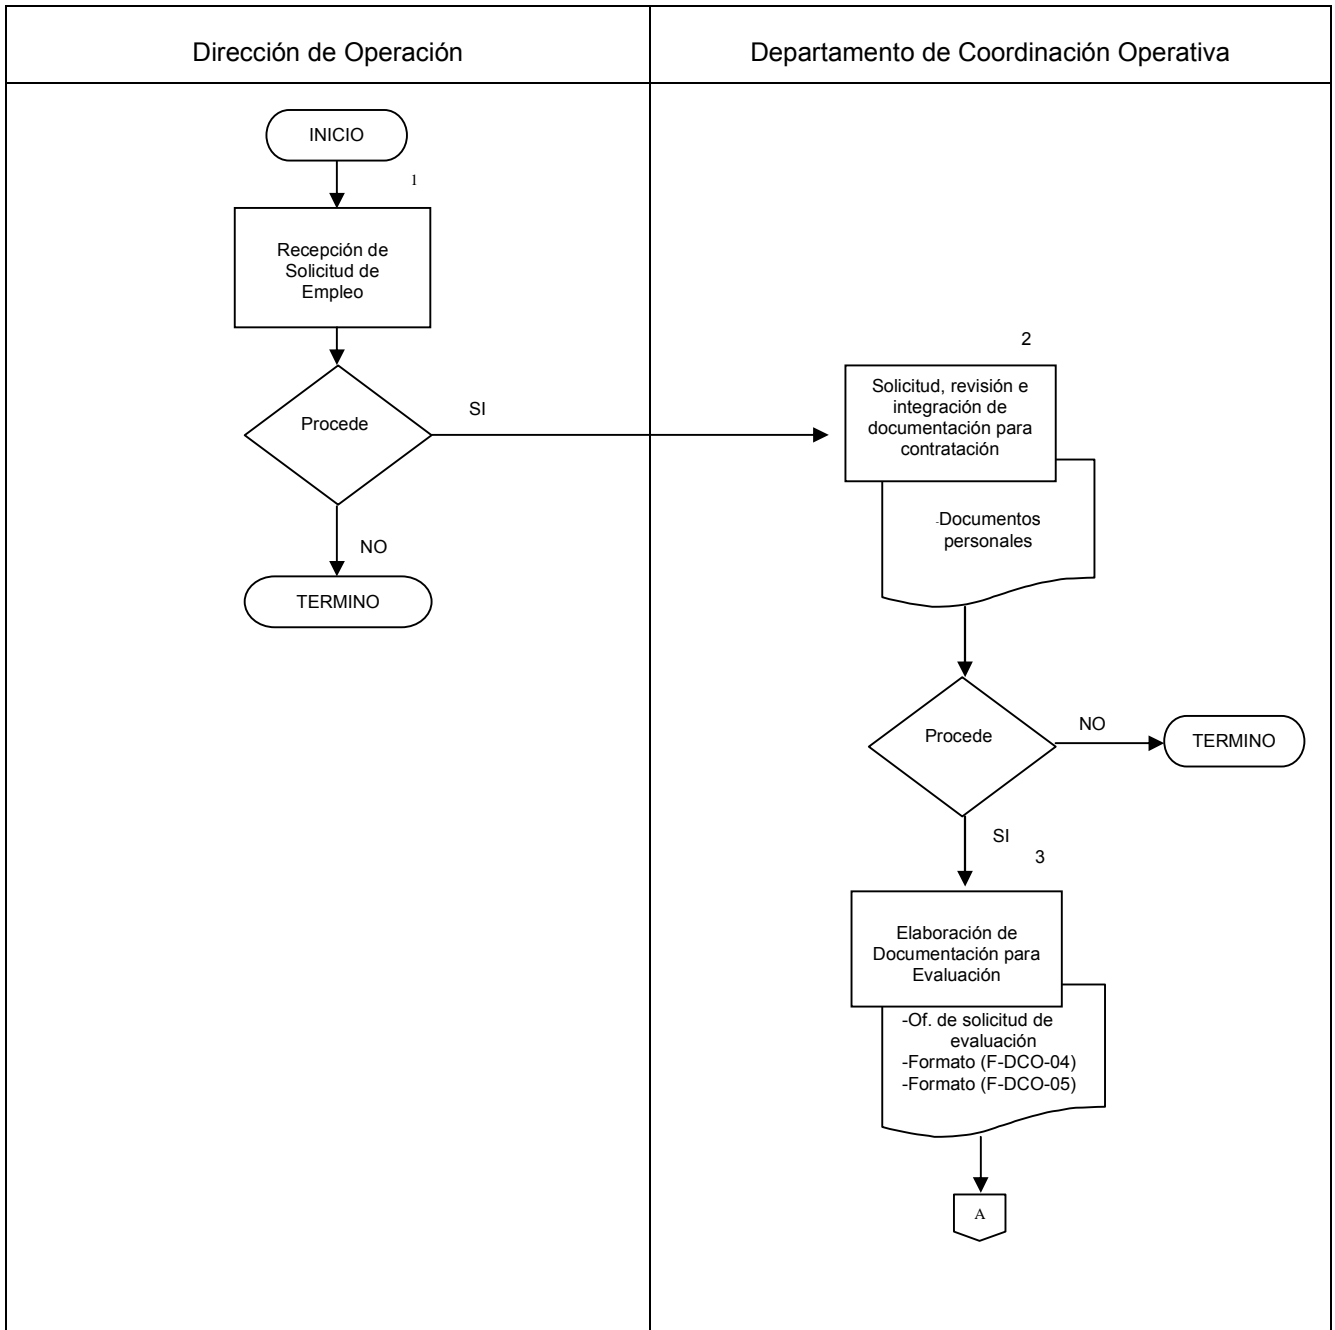 Dirección de Operación
Departamento de Coordinación Operativa
INICIO
1
Recepción de
Solicitud de
Empleo
Procede
SI
NO
TERMINO
2
Solicitud, revisión e
integración de
documentación para
contratación
-Documentos
personales
Procede
NO
TERMINO
SI
3
Elaboración de
Documentación para
Evaluación
-Of. de solicitud de
evaluación
-Formato (F-DCO-04)
-Formato (F-DCO-05)
A